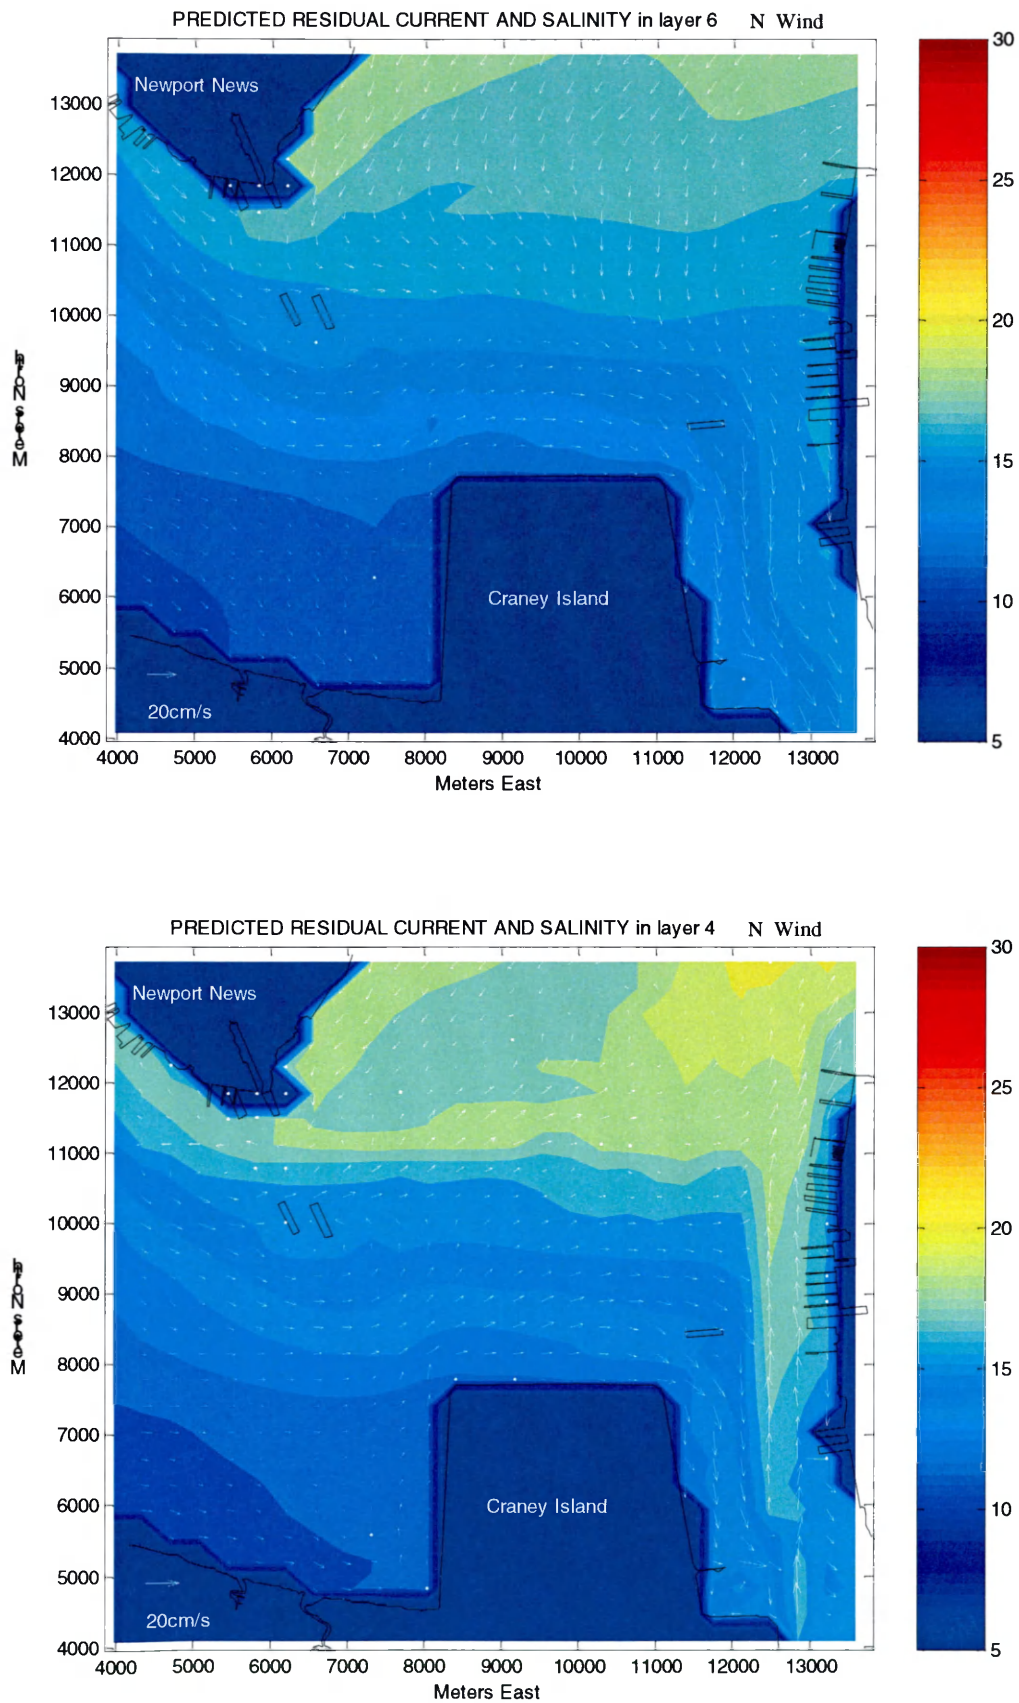 PREDICTED RESIDUAL CURRENT AND SALINITY in layer 6 N Wind
Newport News
13000
12000
11000
10000
9000
8000
7000
6000
5000
4000
Meters North
Craney Island
20cm/s
4000 5000 6000 7000 8000 9000 10000 11000 12000 13000
Meters East
30
25
20
15
10
5
PREDICTED RESIDUAL CURRENT AND SALINITY in layer 4 N Wind
Newport News
13000
12000
11000
10000
9000
8000
7000
6000
5000
4000
Meters North
Craney Island
20cm/s
4000 5000 6000 7000 8000 9000 10000 11000 12000 13000
Meters East
30
25
20
15
10
5